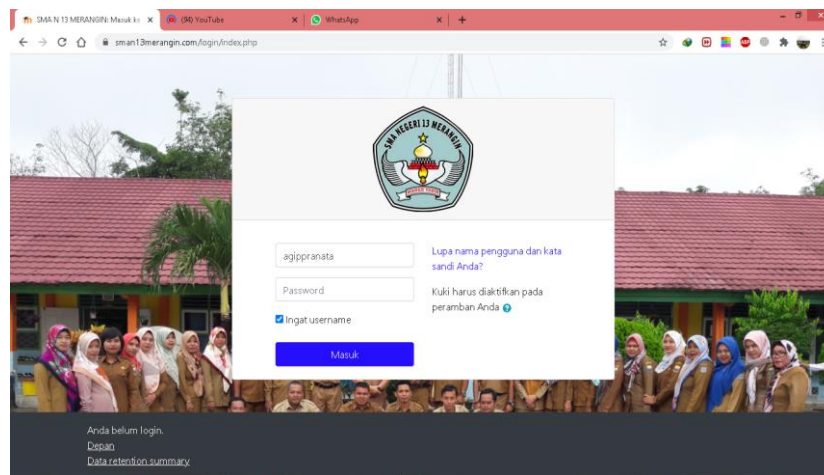 SMA N 13 MERANGIN: Masuk ke
(94) YouTube
WhatsApp
sman13merangin.com/login/index.php
SMA NEGERI 13 MERANGIN
agippranata
Lupa nama pengguna dan kata
sandi Anda?
Password
Kuki harus diaktifkan pada
peramban Anda
Ingat username
Masuk
Anda belum login.
Depan
Data retention summary